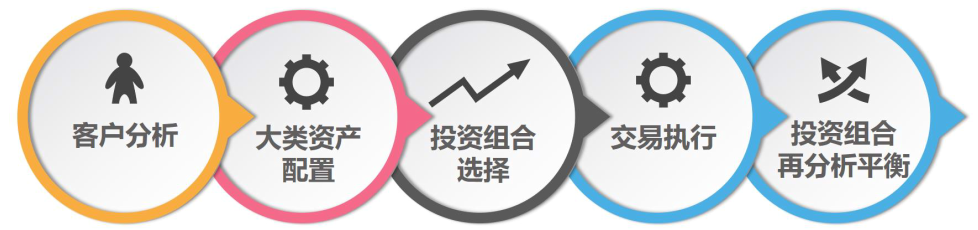 客户分析
大类资产
配置
投资组合
选择
交易执行
投资组合
再分析平衡